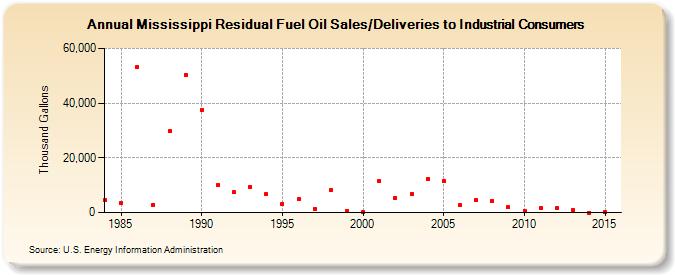 Annual Mississippi Residual Fuel Oil Sales/Deliveries to Industrial Consumers
Thousand Gallons
60,000
40,000
20,000
0
1985 1990 1995 2000 2005 2010 2015
Source: U.S. Energy Information Administration